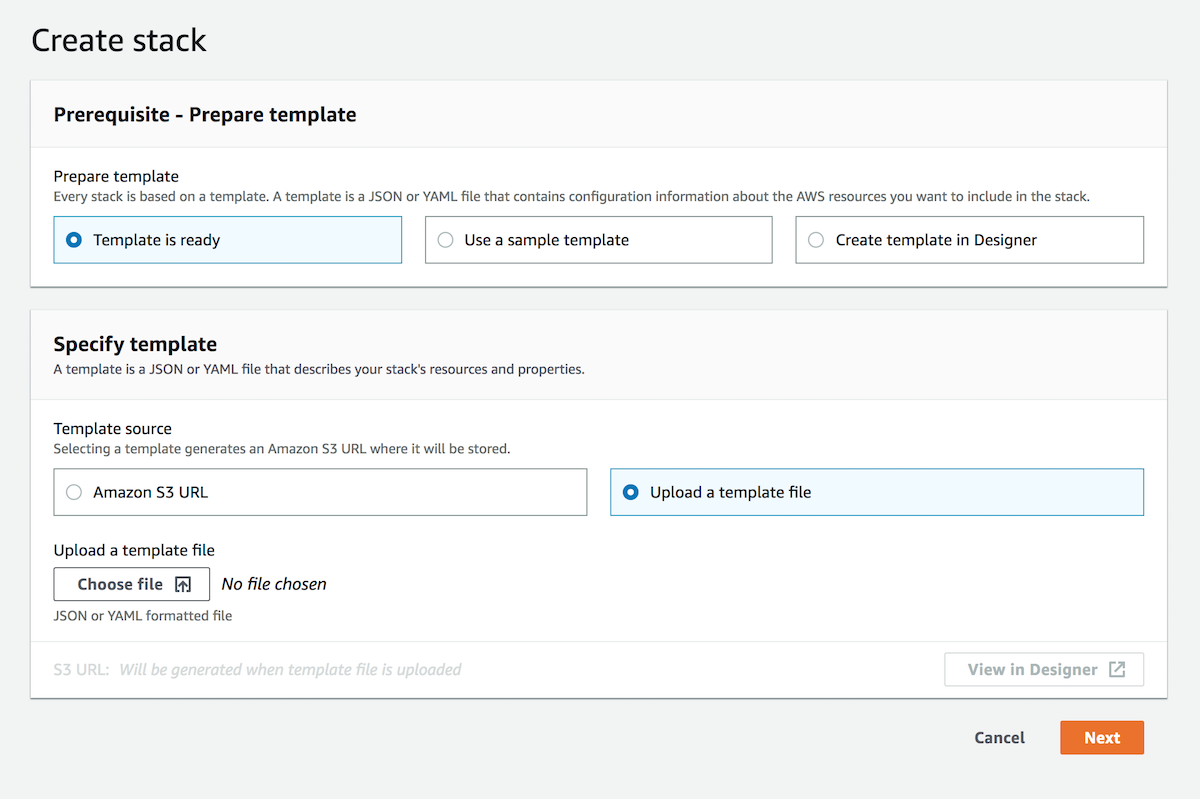 Create stack
Prerequisite - Prepare template
Prepare template
Every stack is based on a template. A template is a JSON or YAML file that contains configuration information about the AWS resources you want to include in the stack.
Template is ready
Use a sample template
Create template in Designer
Specify template
A template is a JSON or YAML file that describes your stack's resources and properties.
Template source
Selecting a template generates an Amazon S3 URL where it will be stored.
Amazon S3 URL
Upload a template file
Upload a template file
Choose file No file chosen
JSON or YAML formatted file
S3 URL: Will be generated when template file is uploaded
View in Designer
Cancel
Next